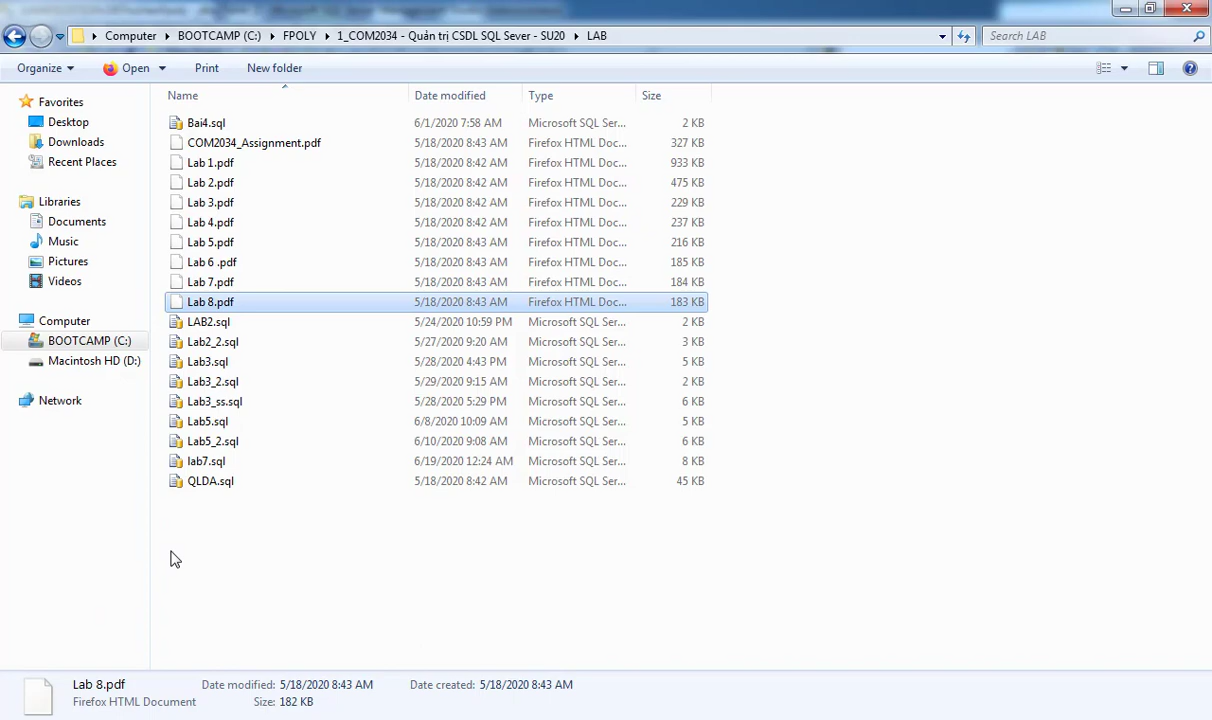 Computer BOOTCAMP (C:) FPOLY 1_COM2034 - Quản trị CSDL SQL Sever - SU20 LAB Search LAB
Organize Open Print New folder
Name Date modified Type Size
Favorites
Desktop
Downloads
Recent Places
Libraries
Documents
Music
Pictures
Videos
Computer
BOOTCAMP (C:)
Macintosh HD (D:)
Network
Bai4.sql 6/1/2020 7:58 AM Microsoft SQL Ser... 2 KB
COM2034_Assignment.pdf 5/18/2020 8:43 AM Firefox HTML Doc... 327 KB
Lab 1.pdf 5/18/2020 8:42 AM Firefox HTML Doc... 933 KB
Lab 2.pdf 5/18/2020 8:42 AM Firefox HTML Doc... 475 KB
Lab 3.pdf 5/18/2020 8:42 AM Firefox HTML Doc... 229 KB
Lab 4.pdf 5/18/2020 8:42 AM Firefox HTML Doc... 237 KB
Lab 5.pdf 5/18/2020 8:43 AM Firefox HTML Doc... 216 KB
Lab 6 .pdf 5/18/2020 8:43 AM Firefox HTML Doc... 185 KB
Lab 7.pdf 5/18/2020 8:43 AM Firefox HTML Doc... 184 KB
Lab 8.pdf 5/18/2020 8:43 AM Firefox HTML Doc... 183 KB
LAB2.sql 5/24/2020 10:59 PM Microsoft SQL Ser... 2 KB
Lab2_2.sql 5/27/2020 9:20 AM Microsoft SQL Ser... 3 KB
Lab3.sql 5/28/2020 4:43 PM Microsoft SQL Ser... 5 KB
Lab3_2.sql 5/29/2020 9:15 AM Microsoft SQL Ser... 2 KB
Lab3_ss.sql 5/28/2020 5:29 PM Microsoft SQL Ser... 6 KB
Lab5.sql 6/8/2020 10:09 AM Microsoft SQL Ser... 5 KB
Lab5_2.sql 6/10/2020 9:08 AM Microsoft SQL Ser... 6 KB
lab7.sql 6/19/2020 12:24 AM Microsoft SQL Ser... 8 KB
QLDA.sql 5/18/2020 8:42 AM Microsoft SQL Ser... 45 KB
Lab 8.pdf Date modified: 5/18/2020 8:43 AM Date created: 5/18/2020 8:43 AM
Firefox HTML Document Size: 182 KB